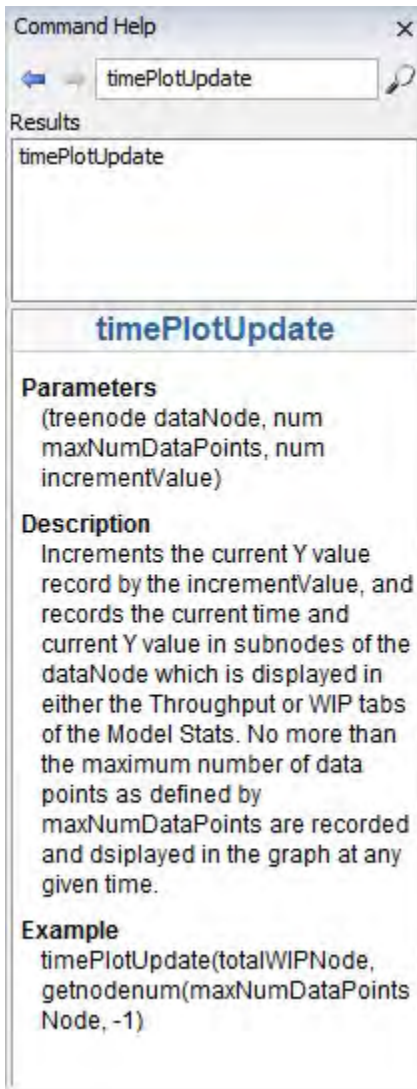 Command Help
timePlotUpdate
Results
timePlotUpdate
timePlotUpdate
Parameters
(treenode dataNode, num
maxNumDataPoints, num
incrementValue)
Description
Increments the current Y value
record by the incrementValue, and
records the current time and
current Y value in subnodes of the
dataNode which is displayed in
either the Throughput or WIP tabs
of the Model Stats. No more than
the maximum number of data
points as defined by
maxNumDataPoints are recorded
and dsiplayed in the graph at any
given time.
Example
timePlotUpdate(totalWIPNode,
getnodenum(maxNumDataPoints
Node, -1)